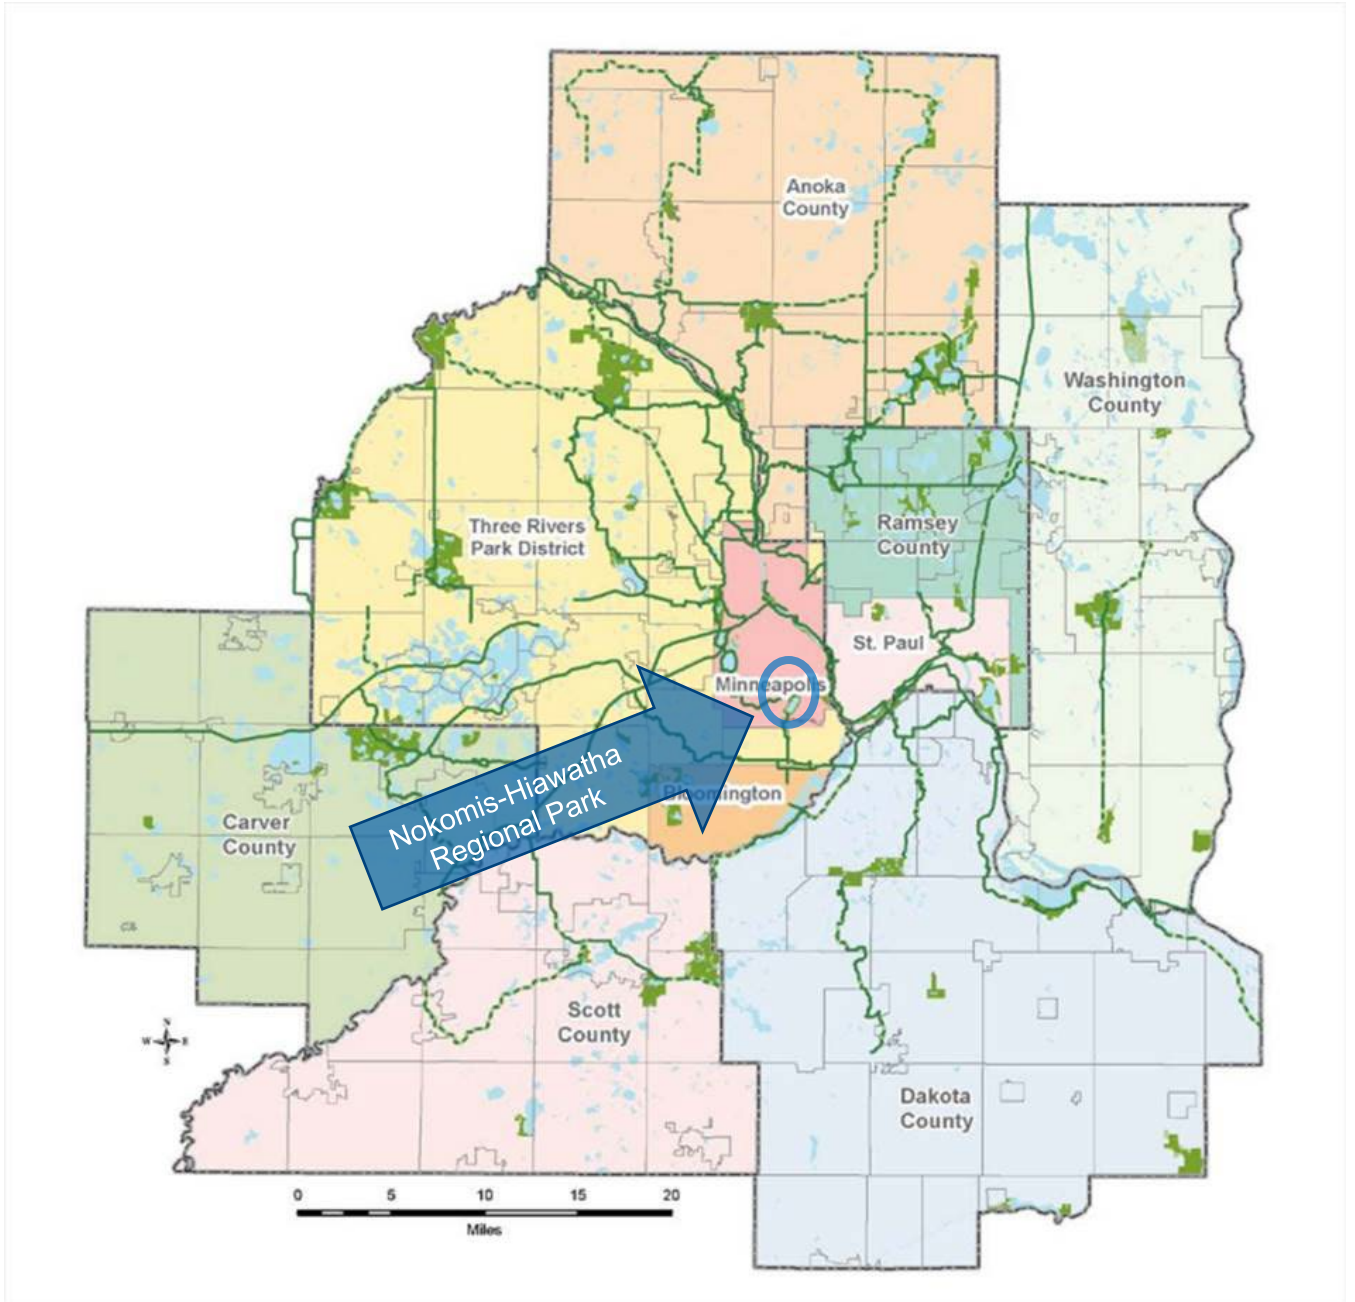 Anoka
County
Washington
County
Three Rivers
Park District
Ramsey
County
St. Paul
Minneapolis
Nokomis-Hiawatha
Regional Park
Bloomington
Carver
County
Scott
County
N
W
E
S
Dakota
County
0 5 10 15 20
Miles